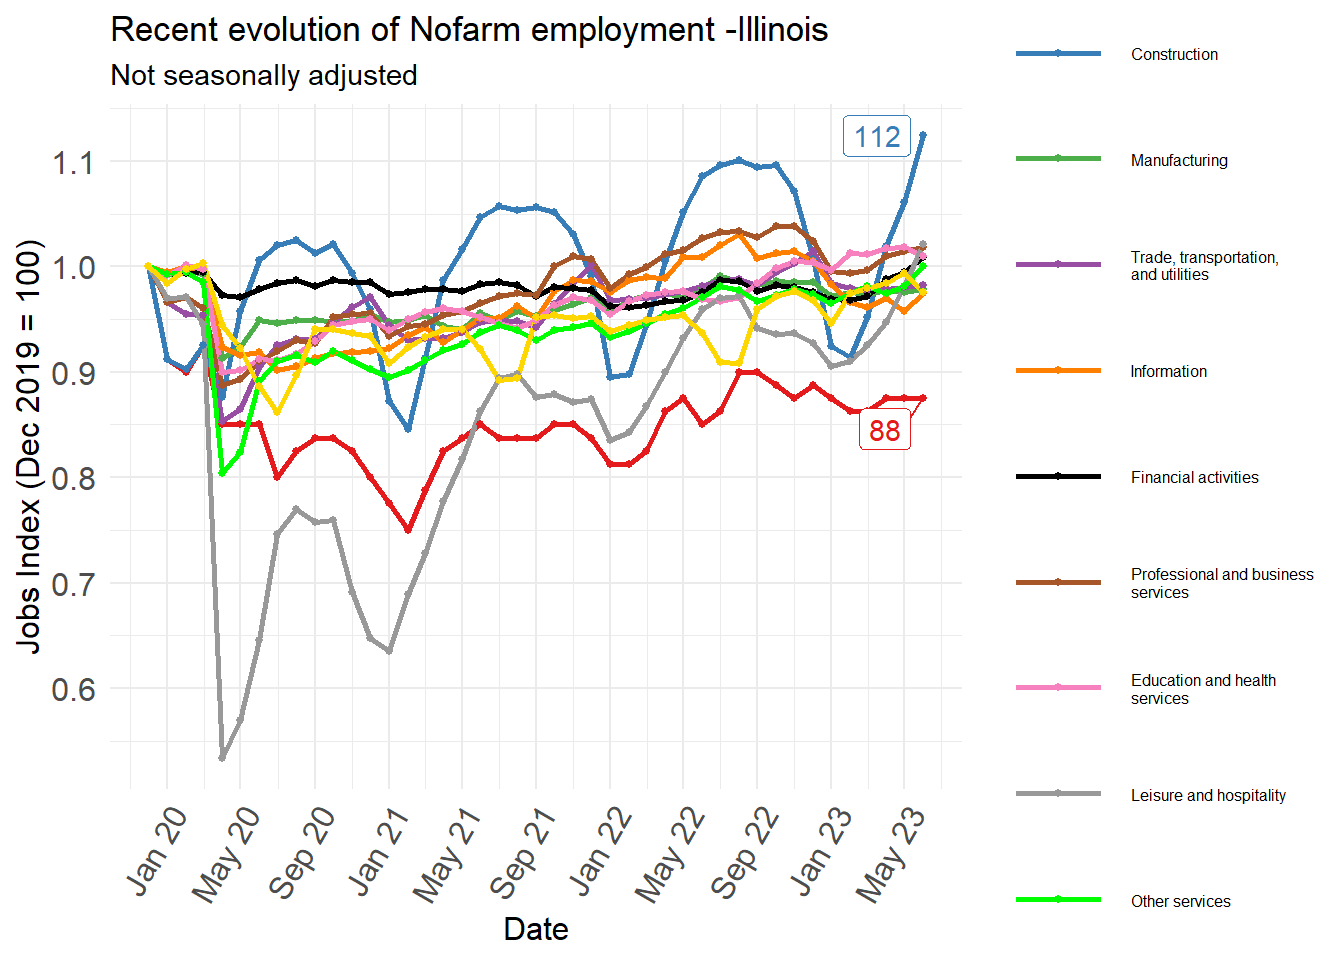 Recent evolution of Nofarm employment -Illinois
Not seasonally adjusted
Jobs Index (Dec 2019 = 100)
1.1
1.0
0.9
0.8
0.7
0.6
112
88
Jan 20
May 20
Sep 20
Jan 21
May 21
Sep 21
Jan 22
May 22
Sep 22
Jan 23
May 23
Date
Construction
Manufacturing
Trade, transportation,
and utilities
Information
Financial activities
Professional and business
services
Education and health
services
Leisure and hospitality
Other services